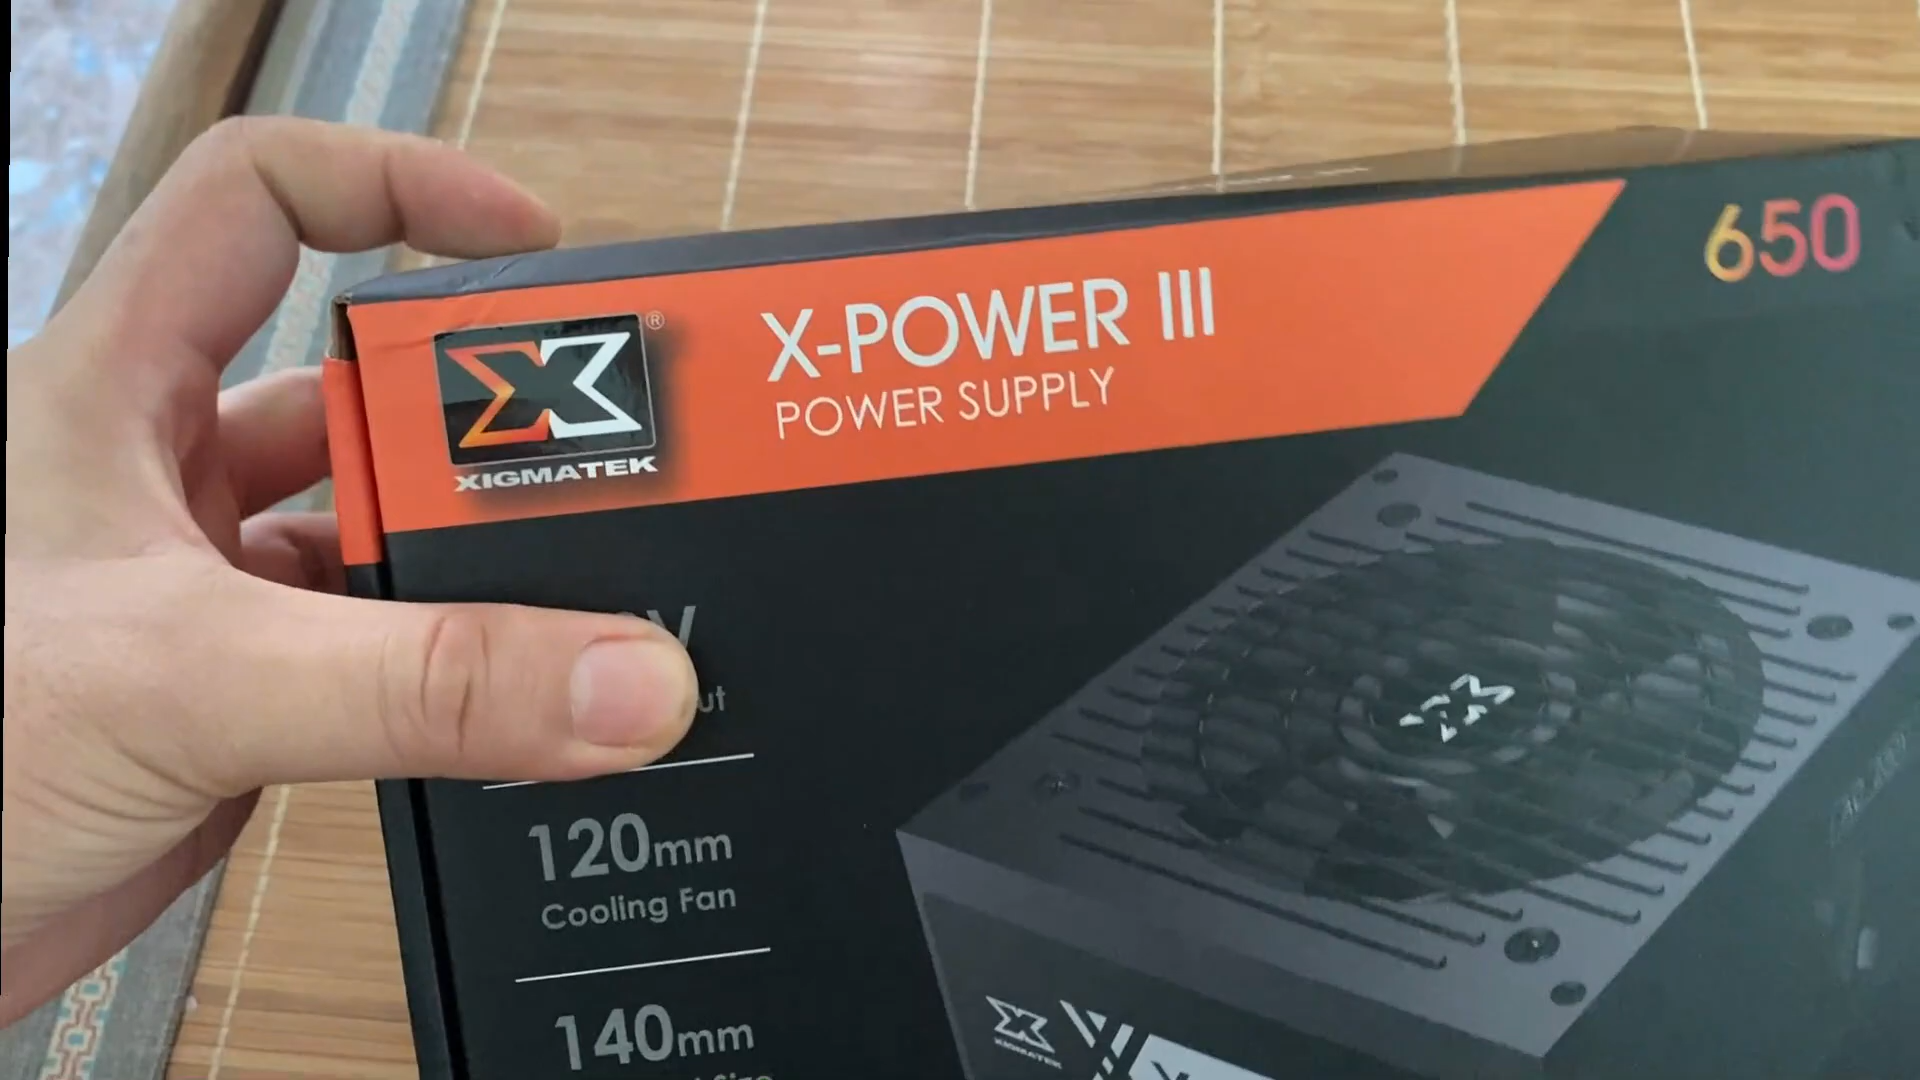 X-POWER III
POWER SUPPLY
XIGMATEK
®
650
120mm
Cooling Fan
140mm
XIGMATEK